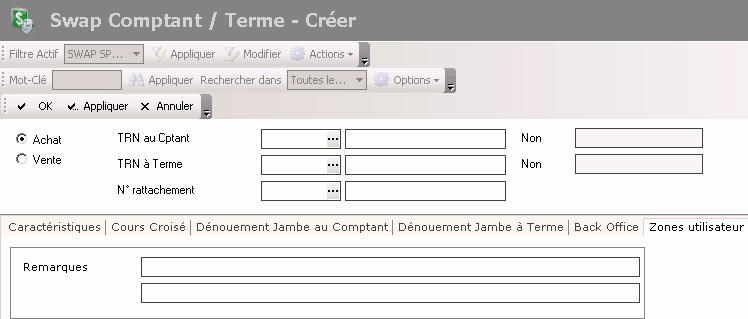 Swap Comptant / Terme - Créer
Filtre Actif SWAP SP... Appliquer Modifier Actions
Mot-Clé Appliquer Rechercher dans Toutes le... Options
OK Appliquer Annuler
Achat TRN au Cptant ... Non
Vente TRN à Terme ... Non
N° rattachement ...
Caractéristiques Cours Croisé Dénouement Jambe au Comptant Dénouement Jambe à Terme Back Office Zones utilisateur
Remarques